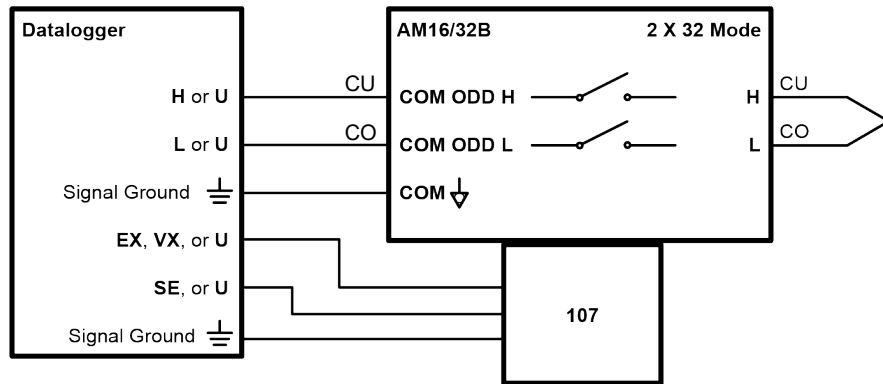 Datalogger
AM16/32B 2 X 32 Mode
H or U CU COM ODD H H CU
L or U CO COM ODD L L CO
Signal Ground COM
EX, VX, or U
SE, or U
107
Signal Ground